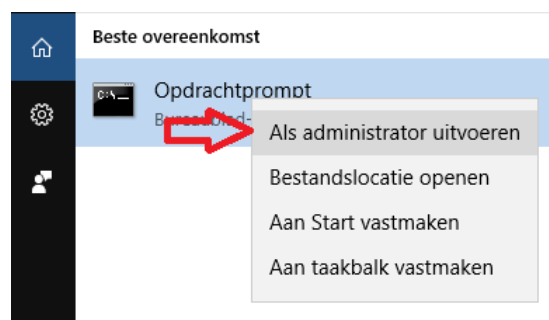 Beste overeenkomst
Opdrachtprompt
Als administrator uitvoeren
Bestandslocatie openen
Aan Start vastmaken
Aan taakbalk vastmaken